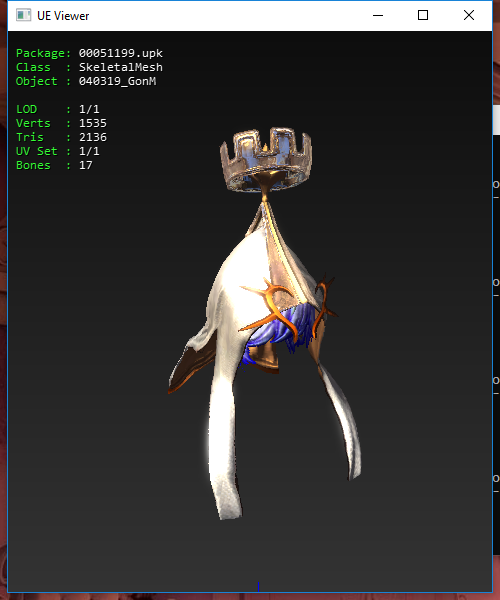 UE Viewer
Package: 00051199.upk
Class : SkeletalMesh
Object : 040319_GonM
LOD : 1/1
Verts : 1535
Tris : 2136
UV Set : 1/1
Bones : 17